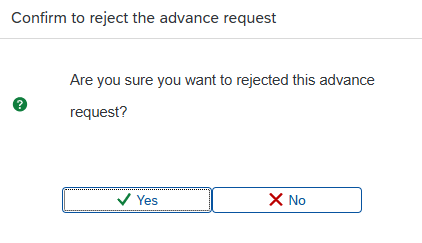 Confirm to reject the advance request
Are you sure you want to rejected this advance
request?
Yes
No